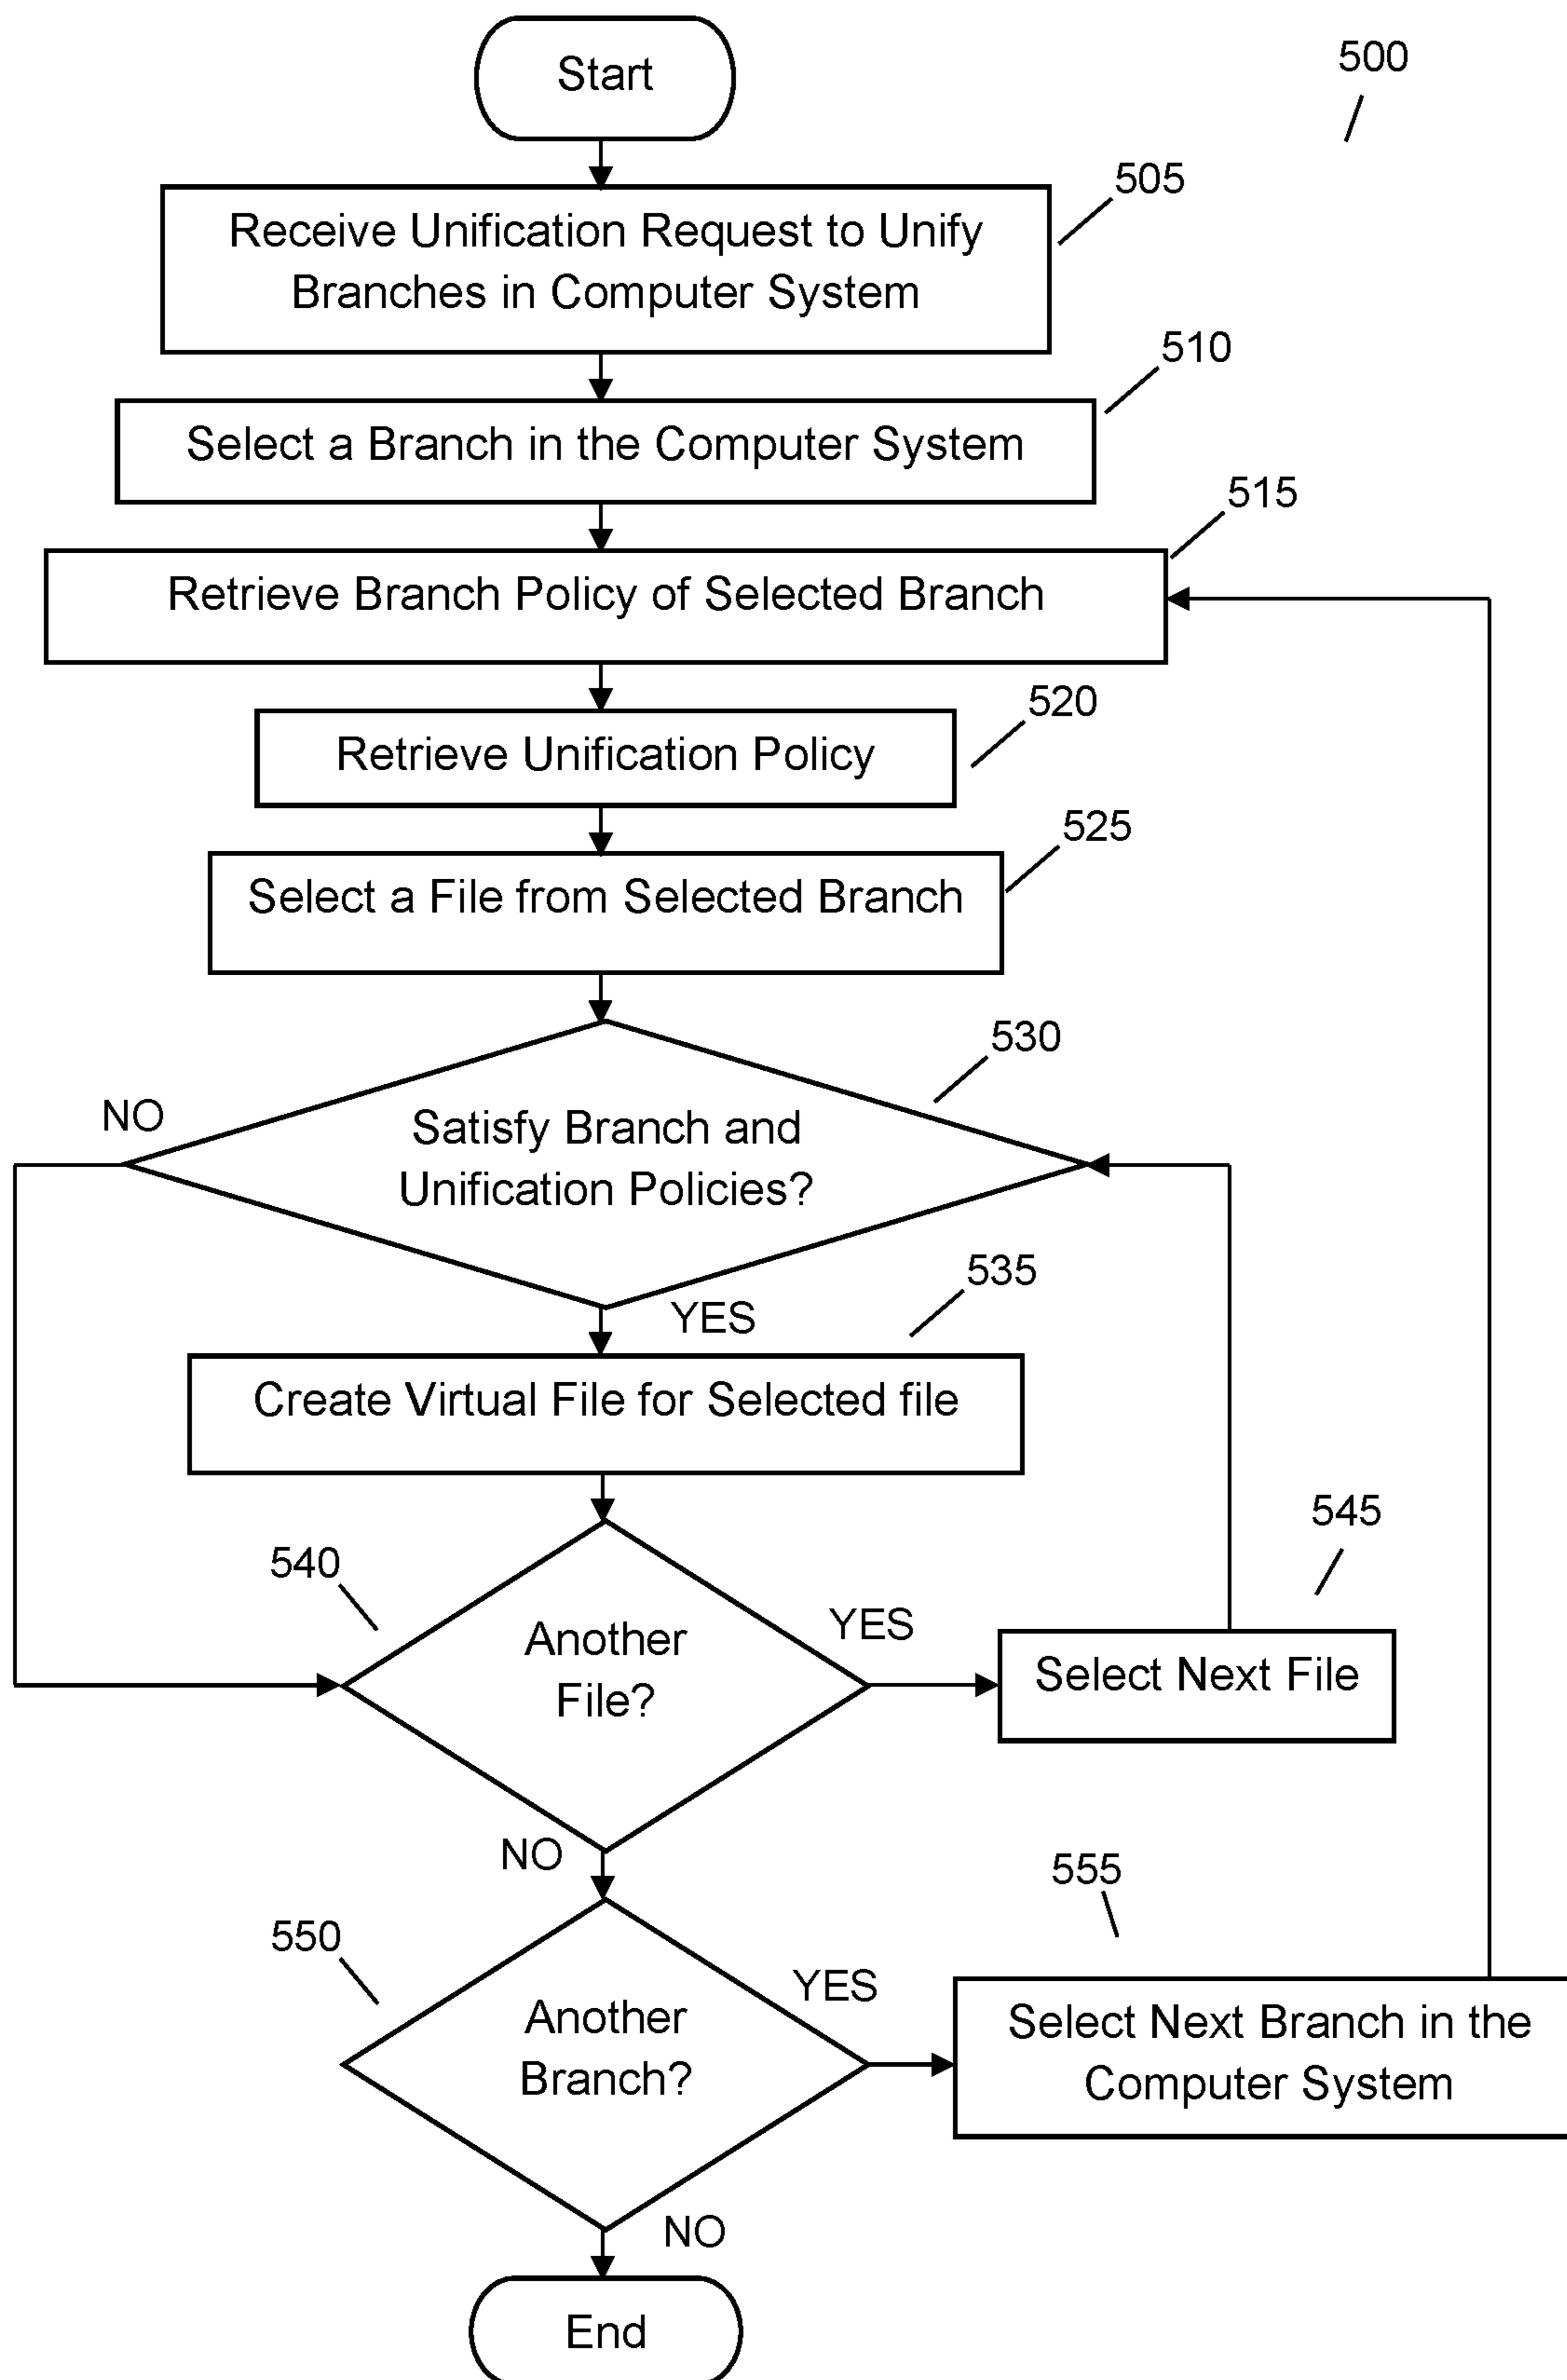 Start
500
505
Receive Unification Request to Unify
Branches in Computer System
510
Select a Branch in the Computer System
515
Retrieve Branch Policy of Selected Branch
520
Retrieve Unification Policy
525
Select a File from Selected Branch
530
NO
Satisfy Branch and
Unification Policies?
535
YES
Create Virtual File for Selected file
545
540
YES
Another
File?
Select Next File
NO
555
550
YES
Another
Branch?
Select Next Branch in the
Computer System
NO
End